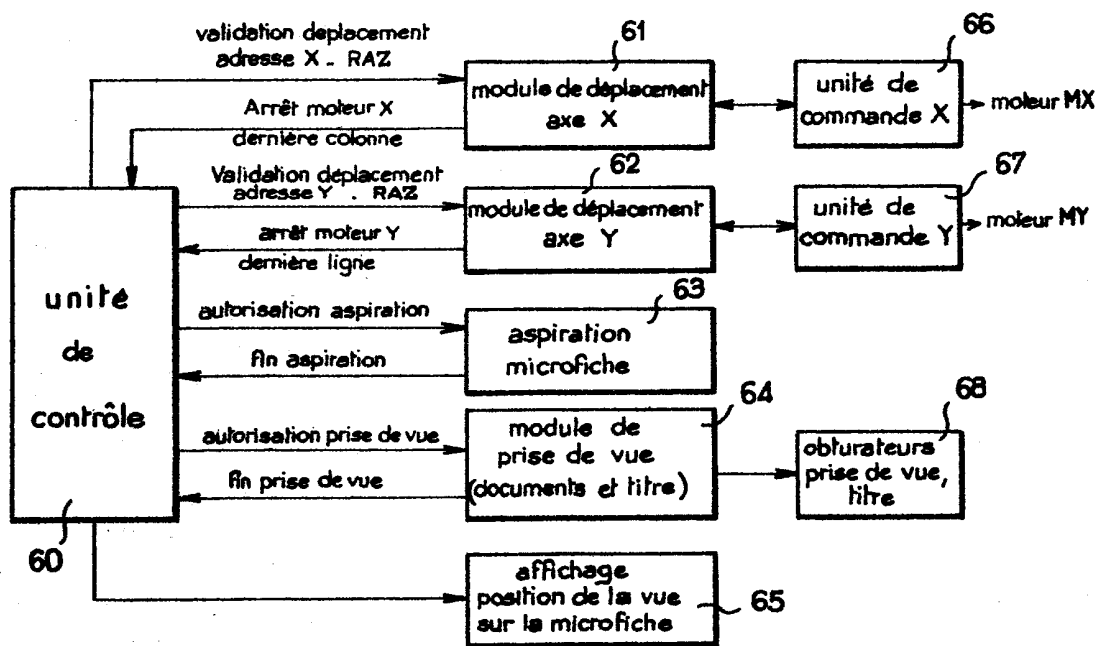 validation déplacement
adresse X - RAZ
61
66
module de déplacement
axe X
unité de
commande X
moteur MX
Arrêt moteur X
dernière colonne
Validation déplacement
adresse Y - RAZ
62
67
module de déplacement
axe Y
unité de
commande Y
moteur MY
arrêt moteur Y
dernière ligne
unité
de
contrôle
60
autorisation aspiration
63
aspiration
microfiche
fin aspiration
autorisation prise de vue
64
module de
prise de vue
(documents et titre)
68
obturateurs
prise de vue,
titre
fin prise de vue
affichage
position de la vue
sur la microfiche
65